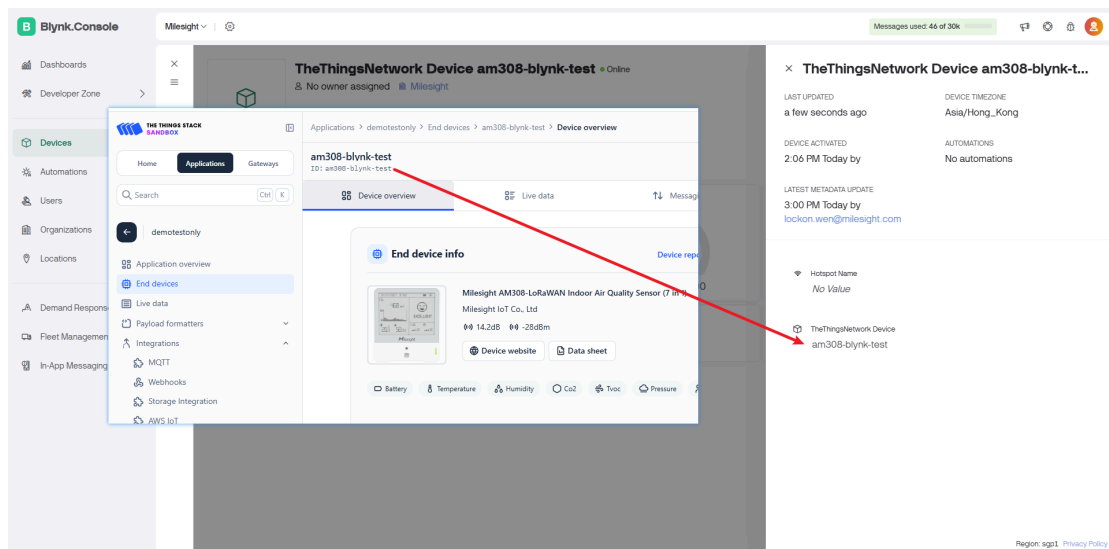 B Blynk.Console
Milesight
Messages used: 46 of 30k
Dashboards
Developer Zone
Devices
Automations
Users
Organizations
Locations
Demand Respons
Fleet Managemen
In-App Messaging
TheThingsNetwork Device am308-blynk-test Online
No owner assigned Milesight
THE THINGS STACK
SANDBOX
Home Applications Gateways
Search Ctrl K
demotestonly
Application overview
End devices
Live data
Payload formatters
Integrations
MQTT
Webhooks
Storage Integration
AWS IoT
Applications > demotestonly > End devices > am308-blynk-test > Device overview
am308-blynk-test
ID: am308-blynk-test
Device overview Live data Messag
End device info Device repo
Milesight AM308-LoRaWAN Indoor Air Quality Sensor (7 in 1)
Milesight IoT Co., Ltd
14.2dB -28dBm
Device website Data sheet
Battery Temperature Humidity Co2 Tvoc Pressure
TheThingsNetwork Device am308-blynk-t...
LAST UPDATED
a few seconds ago
DEVICE TIMEZONE
Asia/Hong_Kong
DEVICE ACTIVATED
2:06 PM Today by
AUTOMATIONS
No automations
LATEST METADATA UPDATE
3:00 PM Today by
lockon.wen@milesight.com
Hotspot Name
No Value
TheThingsNetwork Device
am308-blynk-test
Region: sgp1 Privacy Policy